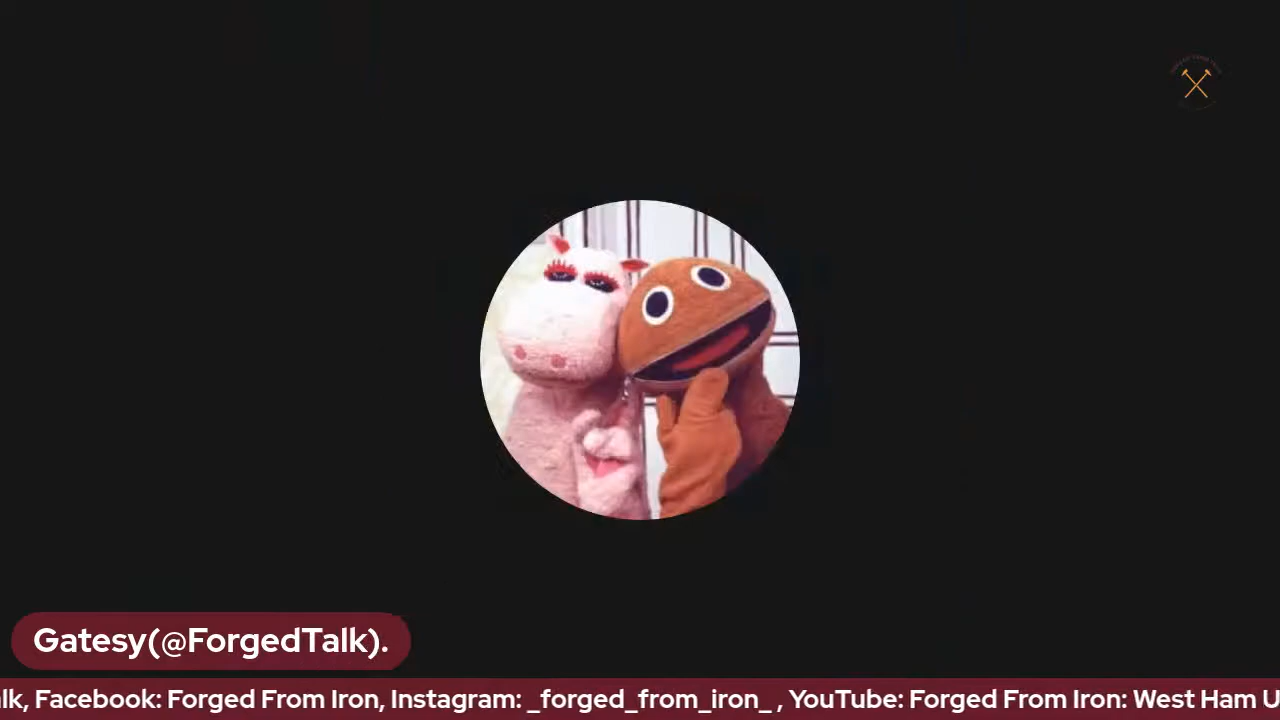 Gatesy(@ForgedTalk).
lk, Facebook: Forged From Iron, Instagram: _forged_from_iron_ , YouTube: Forged From Iron: West Ham U